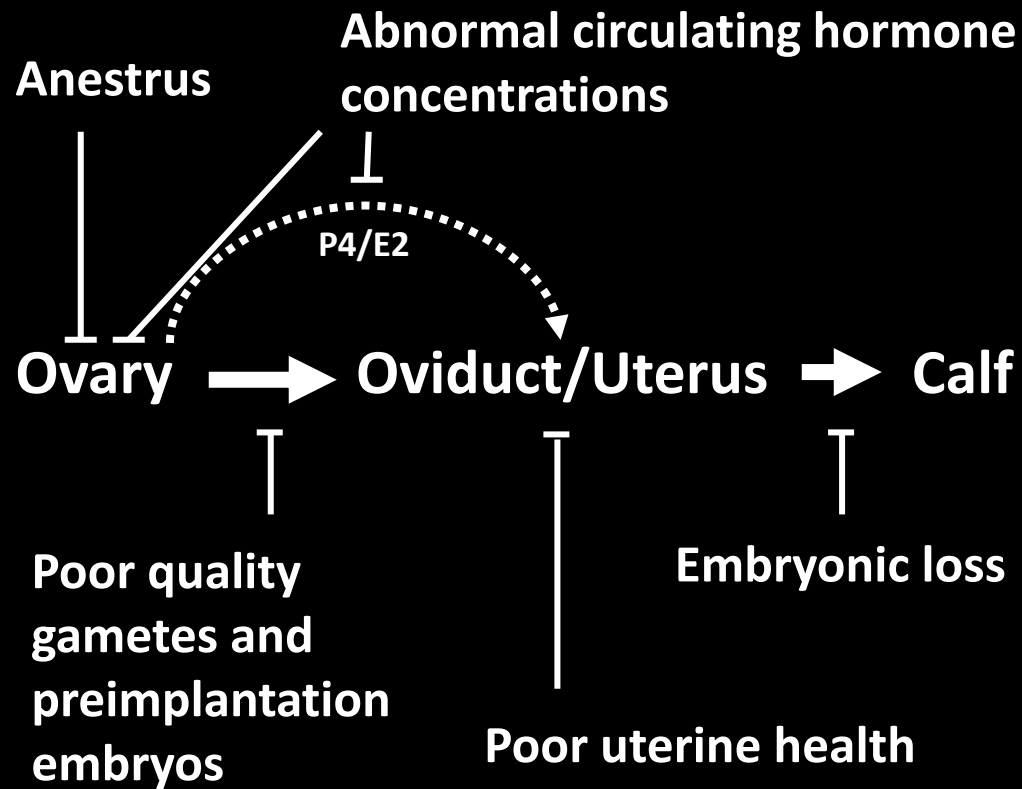 Abnormal circulating hormone
concentrations
Anestrus
P4/E2
Ovary
Oviduct/Uterus
Calf
Poor quality
gametes and
preimplantation
embryos
Embryonic loss
Poor uterine health